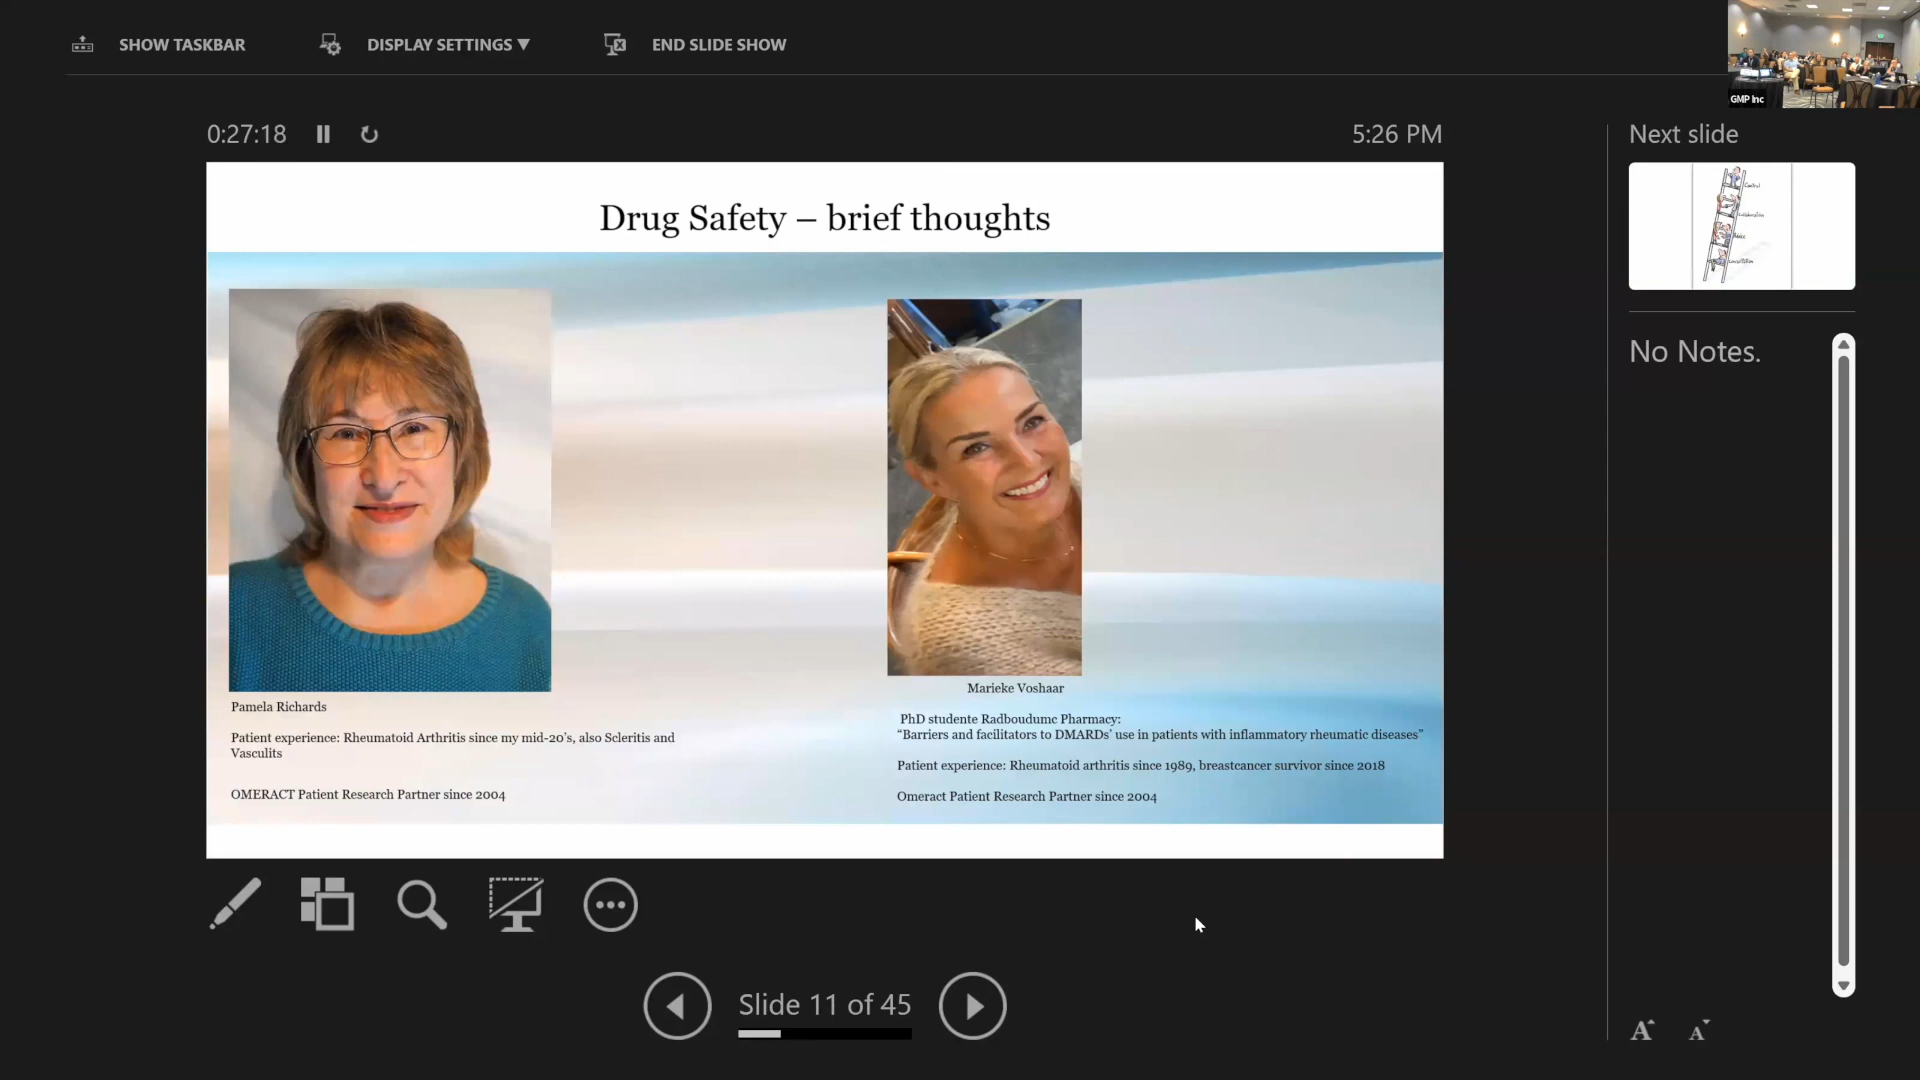 SHOW TASKBAR
DISPLAY SETTINGS ▼
END SLIDE SHOW
GMP Inc
0:27:18
5:26 PM
Next slide
Drug Safety – brief thoughts
Control
Collaboration
Advice
Consultation
No Notes.
Pamela Richards
Patient experience: Rheumatoid Arthritis since my mid-20's, also Scleritis and
Vasculits
OMERACT Patient Research Partner since 2004
Marieke Voshaar
PhD studente Radboudumc Pharmacy:
“Barriers and facilitators to DMARDs’ use in patients with inflammatory rheumatic diseases”
Patient experience: Rheumatoid arthritis since 1989, breastcancer survivor since 2018
Omeract Patient Research Partner since 2004
Slide 11 of 45
A A